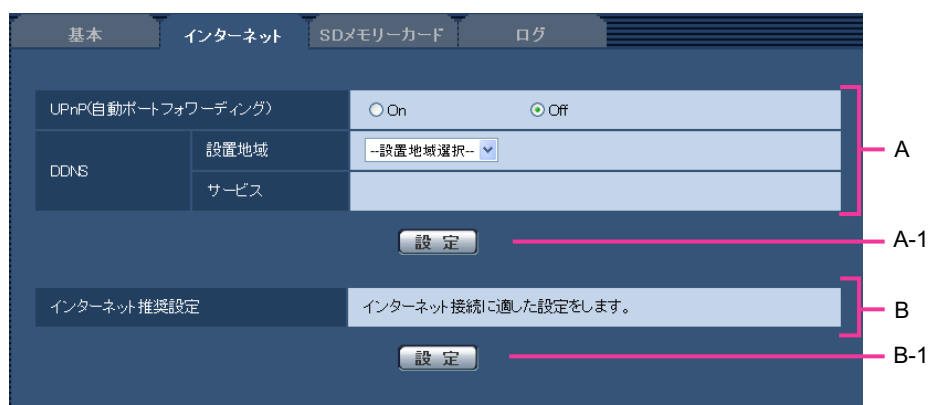 基本 インターネット SDメモリーカード ログ
UPnP(自動ポートフォワーディング) On Off
A
DDNS
設置地域 --設置地域選択--
サービス
設 定
A-1
インターネット推奨設定 インターネット接続に適した設定をします。
B
設 定
B-1